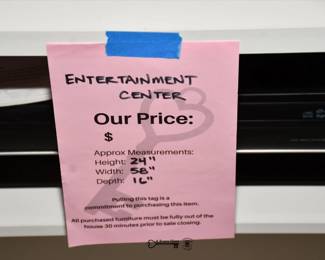 ENTERTAINMENT
CENTER
Our Price:
$
Approx Measurements:
Height: 24"
Width: 58"
Depth: 16"
Pulling this tag is a
commitment to purchasing this item.
All purchased furniture must be fully out of the
house 30 minutes prior to sale closing.